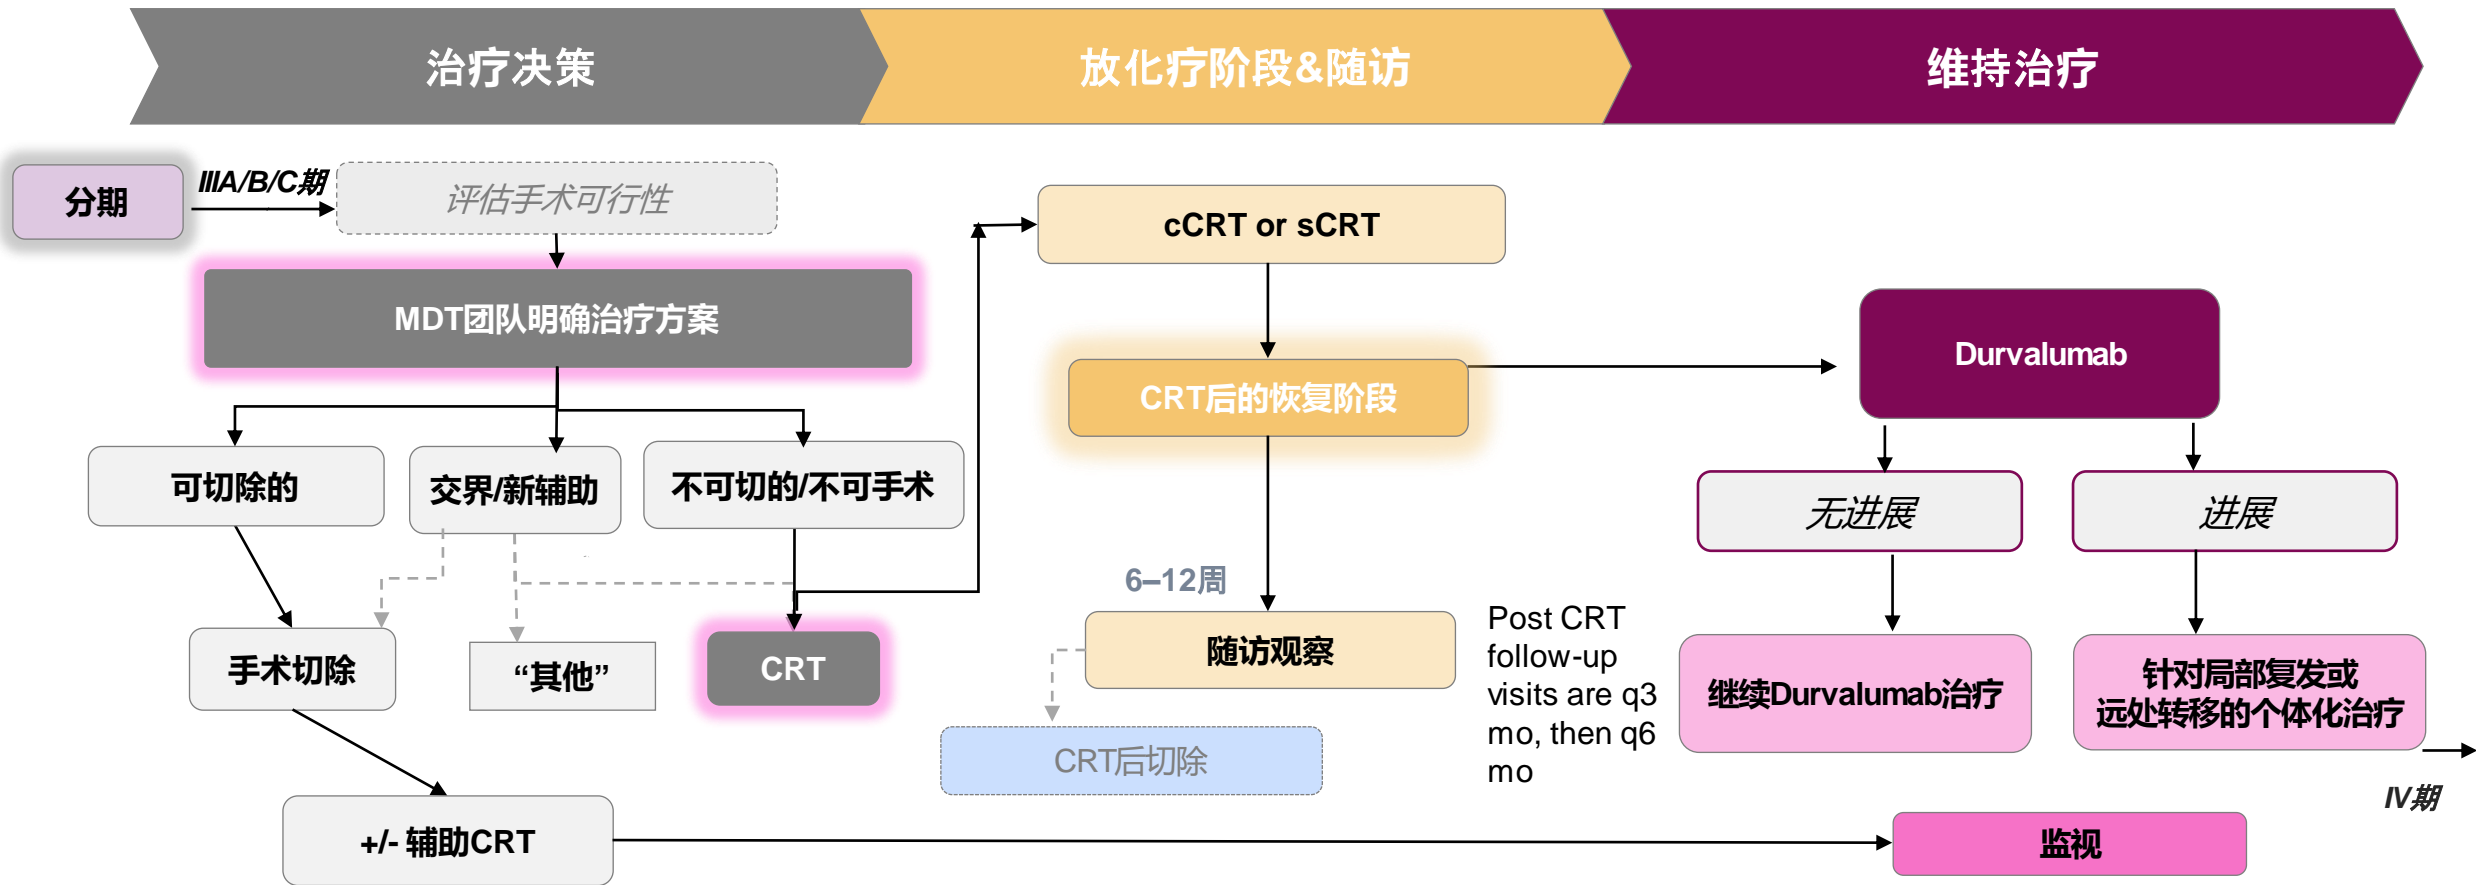 治疗决策
放化疗阶段&随访
维持治疗
分期
IIIA/B/C期
评估手术可行性
MDT团队明确治疗方案
可切除的
交界/新辅助
不可切的/不可手术
手术切除
“其他”
CRT
+/- 辅助CRT
cCRT or sCRT
CRT后的恢复阶段
6–12周
随访观察
CRT后切除
Post CRT
follow-up
visits are q3
mo, then q6
mo
Durvalumab
无进展
进展
继续Durvalumab治疗
针对局部复发或
远处转移的个体化治疗
IV期
监视